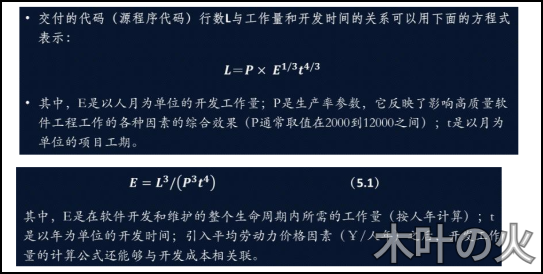 • 交付的代码（源程序代码）行数L与工作量和开发时间的关系可以用下面的方程式
表示：
L=P × E^{1/3}t^{4/3}
• 其中，E是以人月为单位的开发工作量；P是生产率参数，它反映了影响高质量软
件工程工作的各种因素的综合效果（P通常取值在2000到12000之间）；t是以月为
单位的项目工期。
E = L^3/(P^3t^4) （5.1）
其中，E是在软件开发和维护的整个生命周期内所需的工作量（按人年计算）；t
是以年为单位的开发时间；引入平均劳动力价格因素（¥/人年）之后，开发工作
量的计算公式还能够与开发成本相关联。
木叶の火